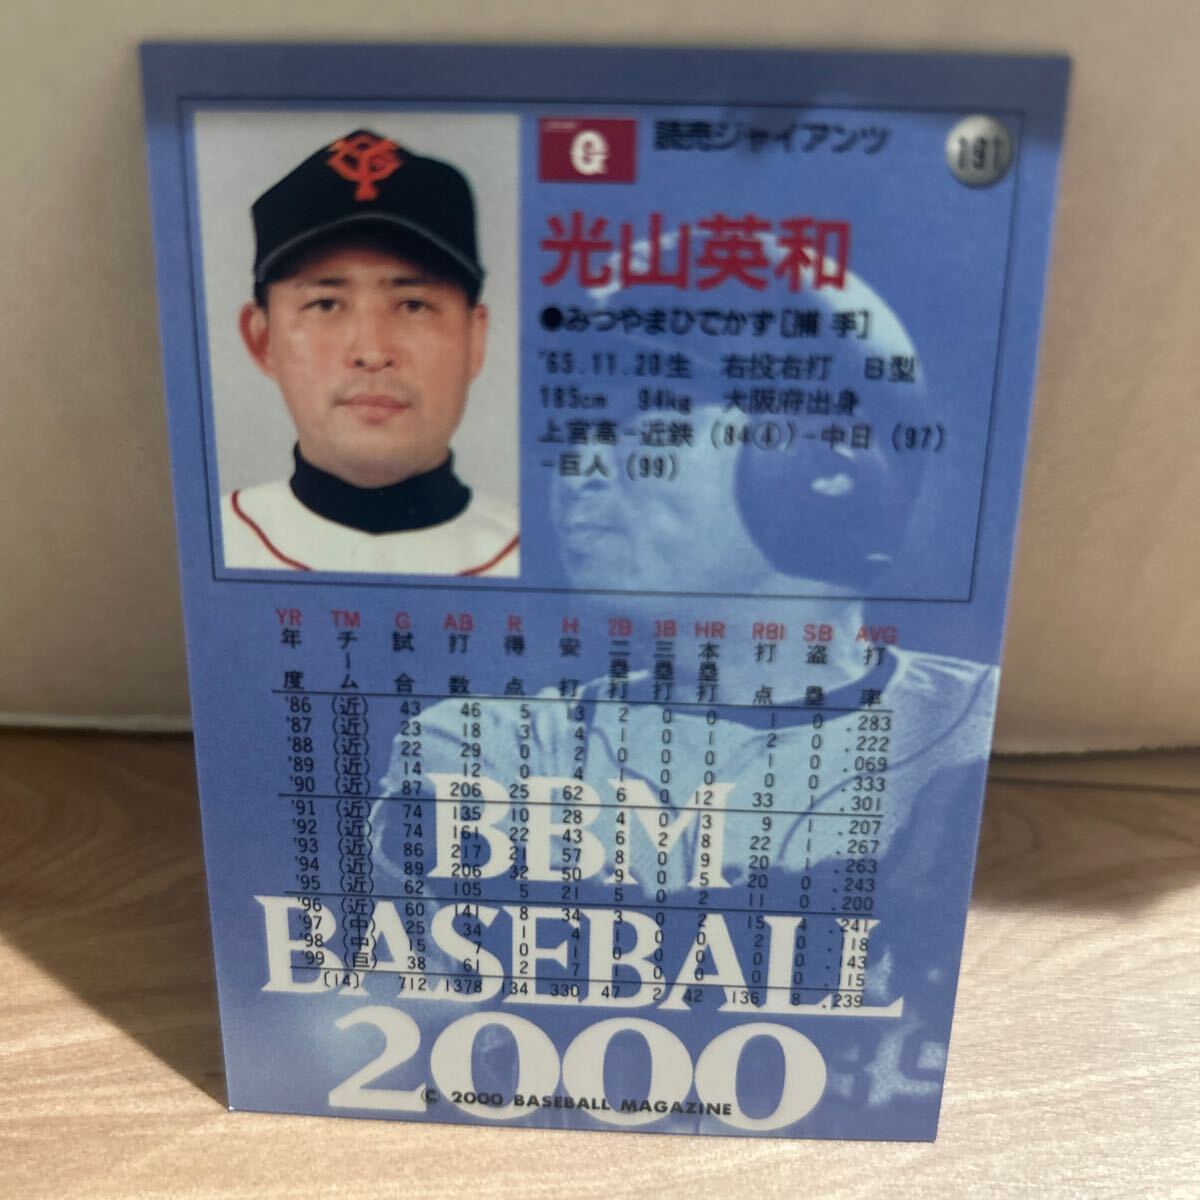 G 読売ジャイアンツ 191
光山英和
●みつやまひでかず[捕 手]
'65.11.20生 右投右打 B型
185cm 94kg 大阪府出身
上宮高-近鉄(84④)-中日(97)
-巨人(99)
YR TM G AB R H 2B 3B HR RBI SB AVG
年度 チーム 試合 打数 得点 安打 二塁打 三塁打 本塁打 打点 盗塁 打率
'86 (近) 43 46 5 13 2 0 0 1 0 .283
'87 (近) 23 18 3 4 1 0 1 2 0 .222
'88 (近) 22 29 0 2 0 0 0 1 0 .069
'89 (近) 14 12 0 4 1 0 0 0 0 .333
'90 (近) 87 206 25 62 6 0 12 33 1 .301
'91 (近) 74 135 10 28 4 0 3 9 1 .207
'92 (近) 74 161 22 43 6 2 8 22 1 .267
'93 (近) 86 217 21 57 8 0 9 20 1 .263
'94 (近) 89 206 32 50 9 0 5 20 0 .243
'95 (近) 62 105 5 21 5 0 2 11 0 .200
'96 (近) 60 141 8 34 3 0 2 15 4 .241
'97 (中) 25 34 1 4 1 0 0 2 0 .118
'98 (中) 15 7 0 1 0 0 0 0 0 .143
'99 (巨) 38 61 2 7 1 0 0 0 0 .115
[14] 712 1378 134 330 47 2 42 136 8 .239
BBM
BASEBALL
2000
© 2000 BASEBALL MAGAZINE